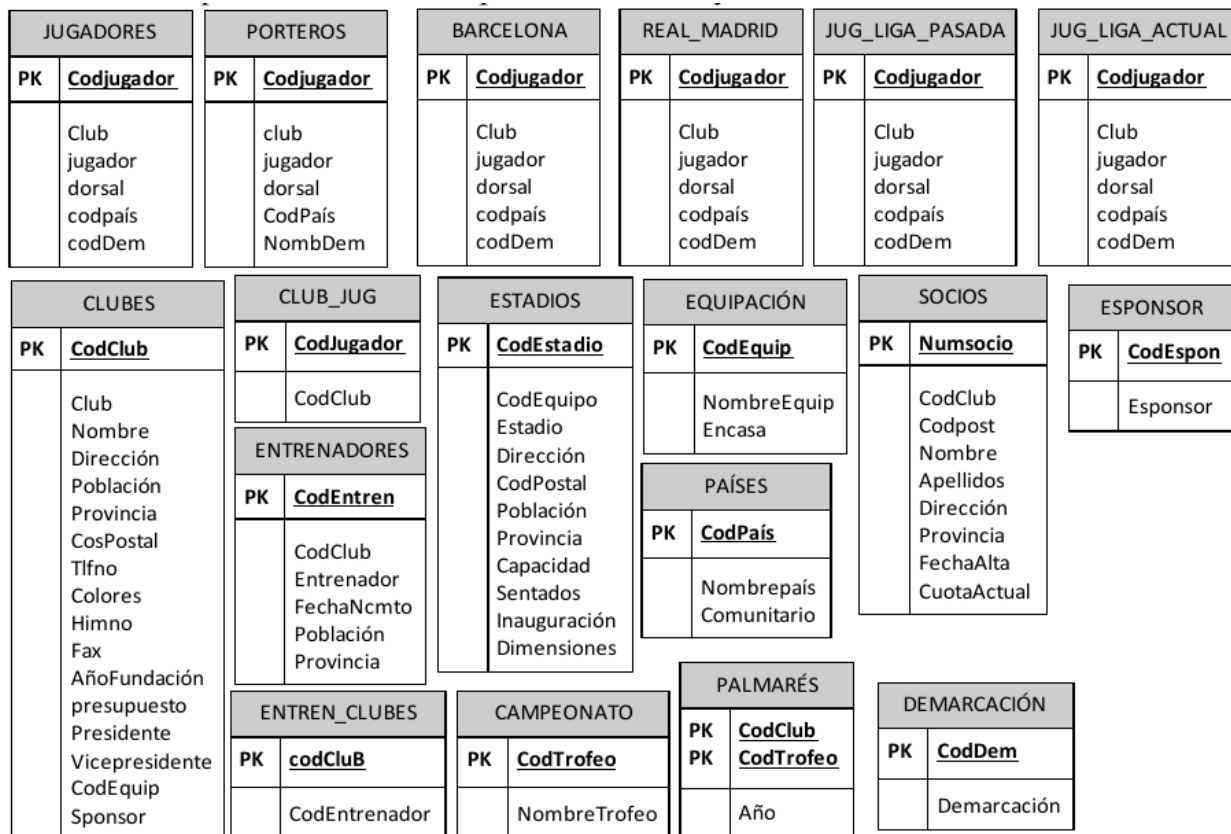 JUGADORES
PK Codjugador
Club
jugador
dorsal
codpaís
codDem
PORTEROS
PK Codjugador
club
jugador
dorsal
CodPaís
NombDem
BARCELONA
PK Codjugador
Club
jugador
dorsal
codpaís
codDem
REAL_MADRID
PK Codjugador
Club
jugador
dorsal
codpaís
codDem
JUG_LIGA_PASADA
PK Codjugador
Club
jugador
dorsal
codpaís
codDem
JUG_LIGA_ACTUAL
PK Codjugador
Club
jugador
dorsal
codpaís
codDem
CLUBES
PK CodClub
Club
Nombre
Dirección
Población
Provincia
CosPostal
Tlfno
Colores
Himno
Fax
AñoFundación
presupuesto
Presidente
Vicepresidente
CodEquip
Sponsor
CLUB_JUG
PK CodJugador
CodClub
ENTRENADORES
PK CodEntren
CodClub
Entrenador
FechaNcmto
Población
Provincia
ESTADIOS
PK CodEstadio
CodEquipo
Estadio
Dirección
CodPostal
Población
Provincia
Capacidad
Sentados
Inauguración
Dimensiones
EQUIPACIÓN
PK CodEquip
NombreEquip
Encasa
PAÍSES
PK CodPaís
Nombrepaís
Comunitario
SOCIOS
PK Numsocio
CodClub
Codpost
Nombre
Apellidos
Dirección
Provincia
FechaAlta
CuotaActual
ESPONSOR
PK CodEspon
Esponsor
ENTREN_CLUBES
PK codCluB
CodEntrenador
CAMPEONATO
PK CodTrofeo
NombreTrofeo
PALMARÉS
PK CodClub
PK CodTrofeo
Año
DEMARCACIÓN
PK CodDem
Demarcación